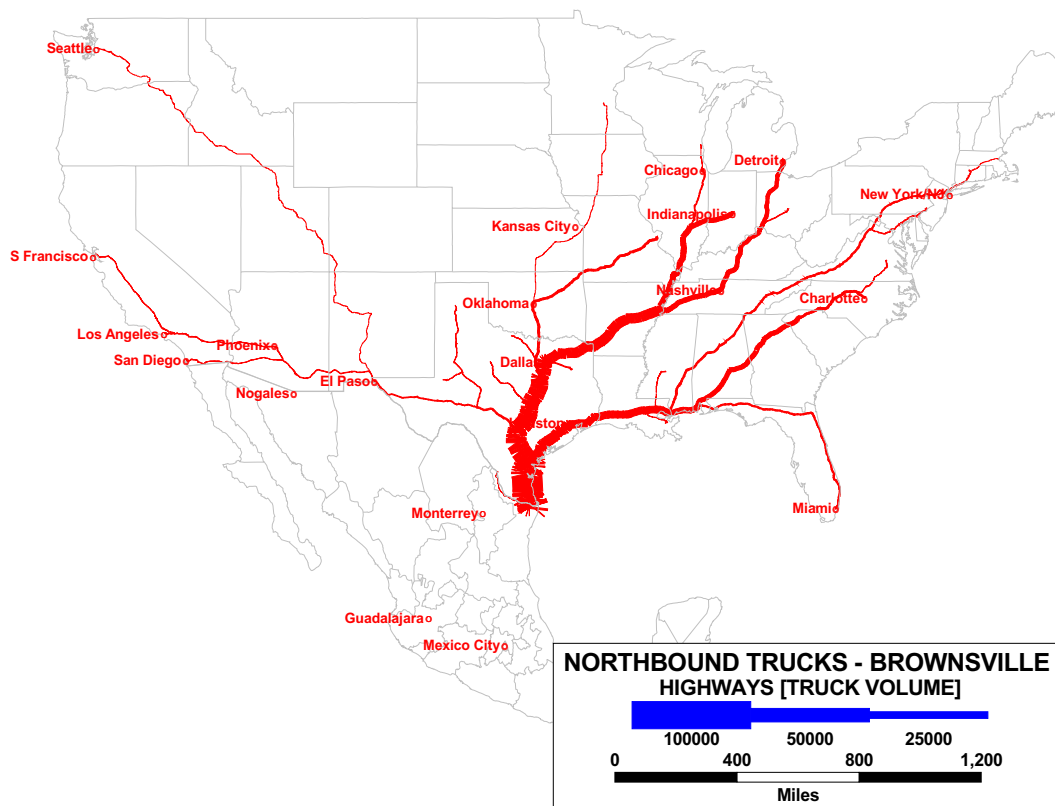 Seattle
Detroit
Chicago
New York/NJ
Indianapolis
Kansas City
S Francisco
Nashville
Charlotte
Oklahoma
Los Angeles
Phoenix
San Diego
Dallas
El Paso
Nogales
Houston
Miami
Monterrey
Guadalajara
Mexico City
NORTHBOUND TRUCKS - BROWNSVILLE
HIGHWAYS [TRUCK VOLUME]
100000 50000 25000
0 400 800 1,200
Miles